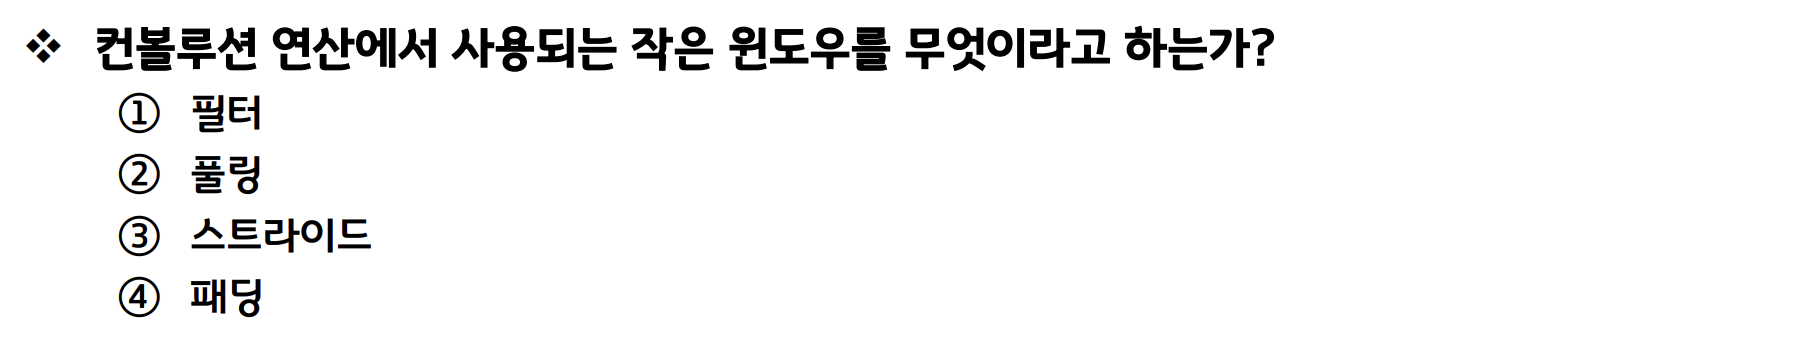 ❖ 컨볼루션 연산에서 사용되는 작은 윈도우를 무엇이라고 하는가?
① 필터
② 풀링
③ 스트라이드
④ 패딩